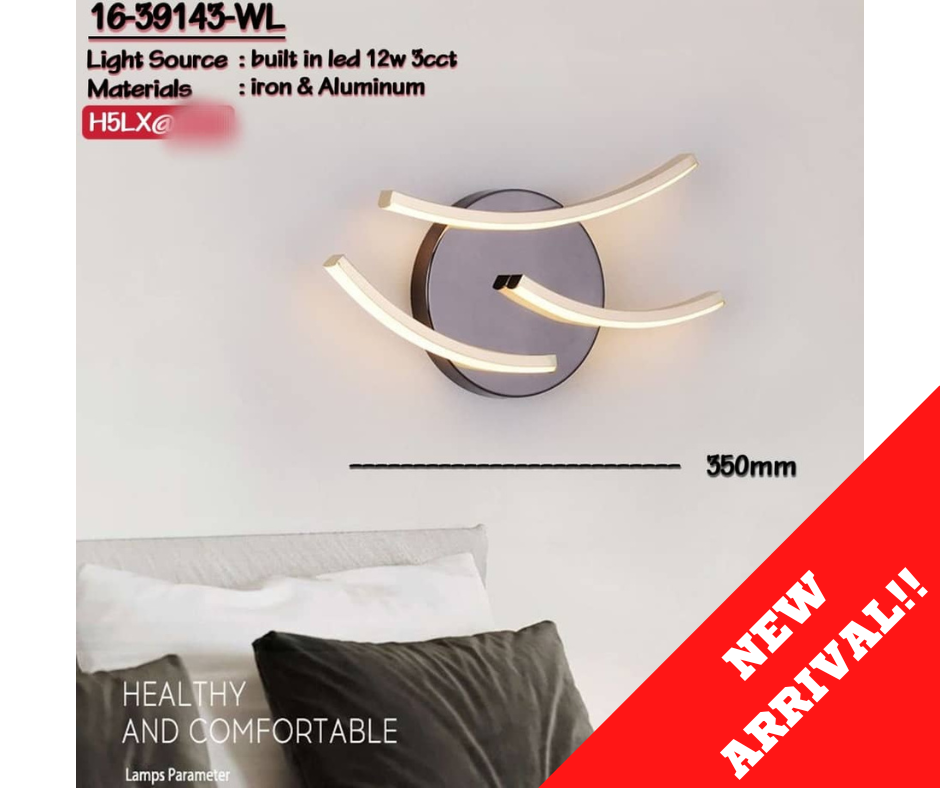 16-39143-WL
Light Source : built in led 12w 3cct
Materials : iron & Aluminum
H5LX@
350mm
HEALTHY
AND COMFORTABLE
Lamps Parameter
NEW
ARRIVAL!!